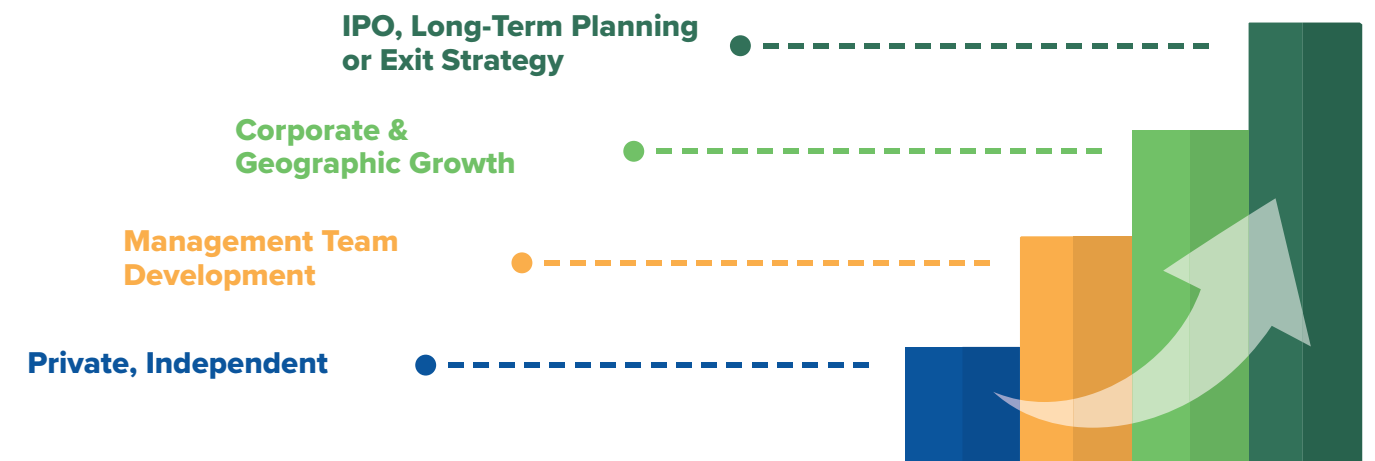 IPO, Long-Term Planning
or Exit Strategy
Corporate &
Geographic Growth
Management Team
Development
Private, Independent